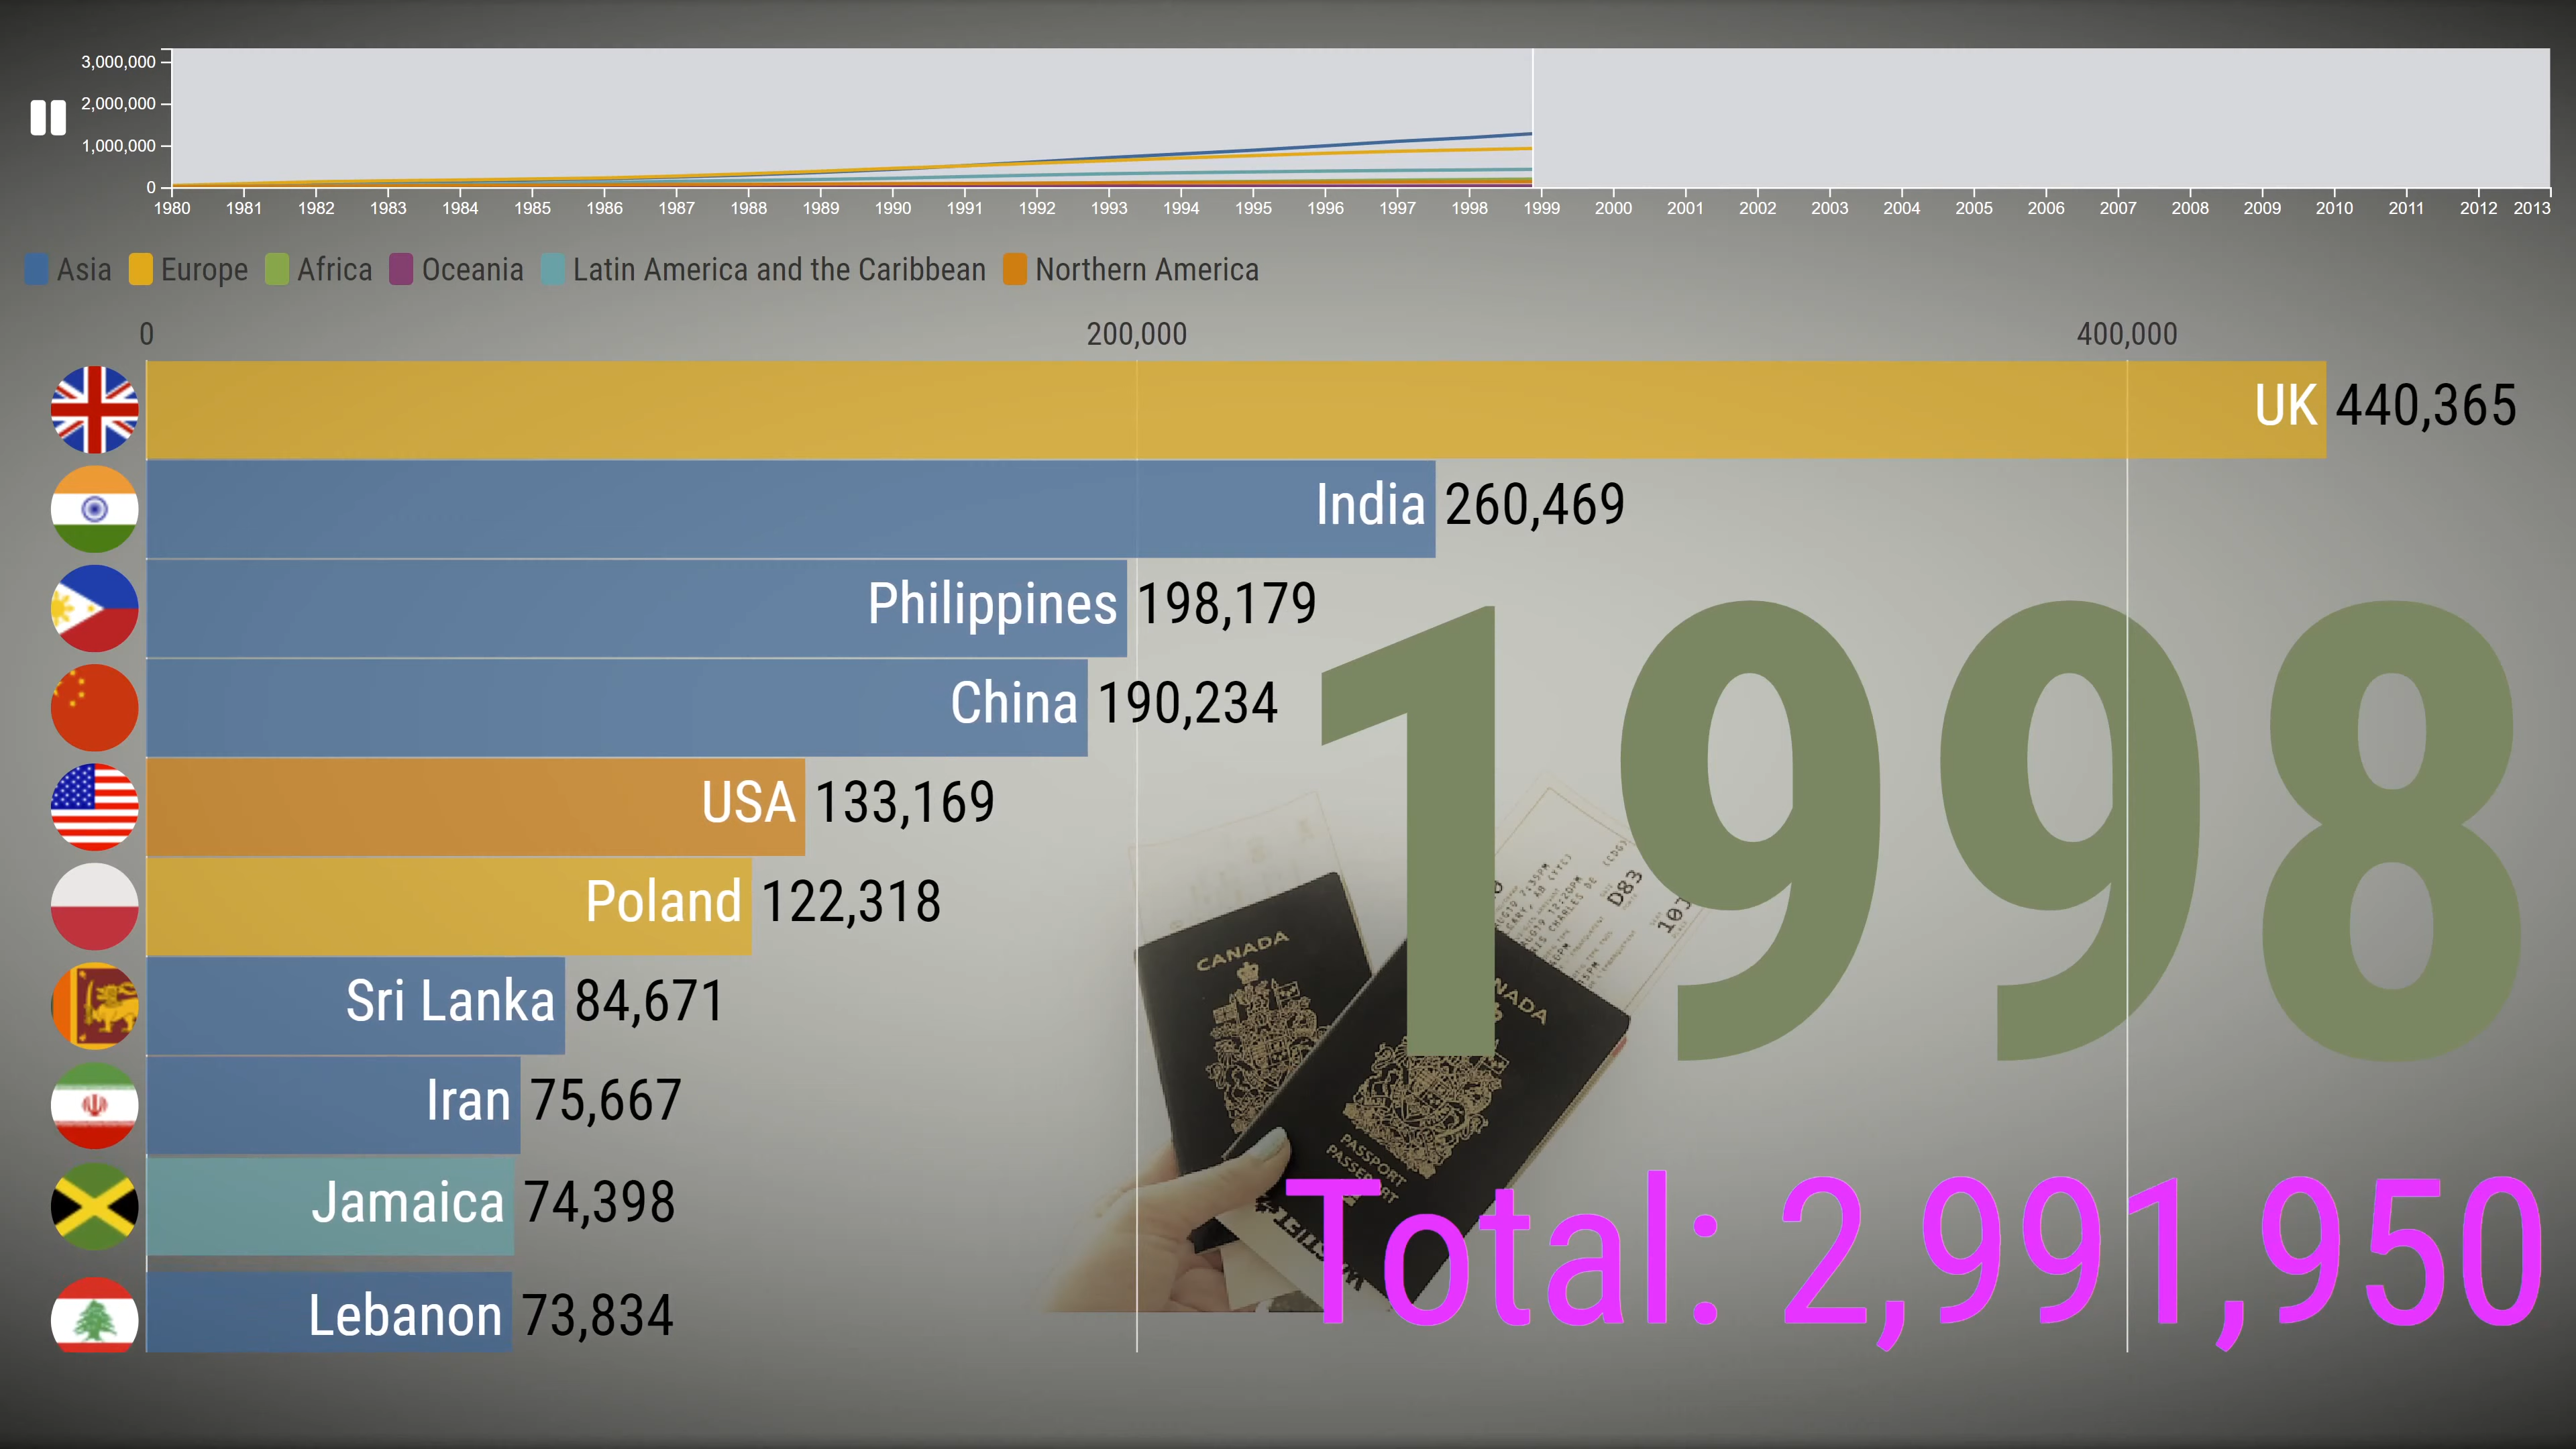 3,000,000
2,000,000
1,000,000
0
1980 1981 1982 1983 1984 1985 1986 1987 1988 1989 1990 1991 1992 1993 1994 1995 1996 1997 1998 1999 2000 2001 2002 2003 2004 2005 2006 2007 2008 2009 2010 2011 2012 2013
Asia Europe Africa Oceania Latin America and the Caribbean Northern America
0 200,000 400,000
UK 440,365
India 260,469
Philippines 198,179
China 190,234
USA 133,169
Poland 122,318
Sri Lanka 84,671
Iran 75,667
Jamaica 74,398
Lebanon 73,834
1998
D83
CANADA
NADA
PASSPORT
Total: 2,991,950